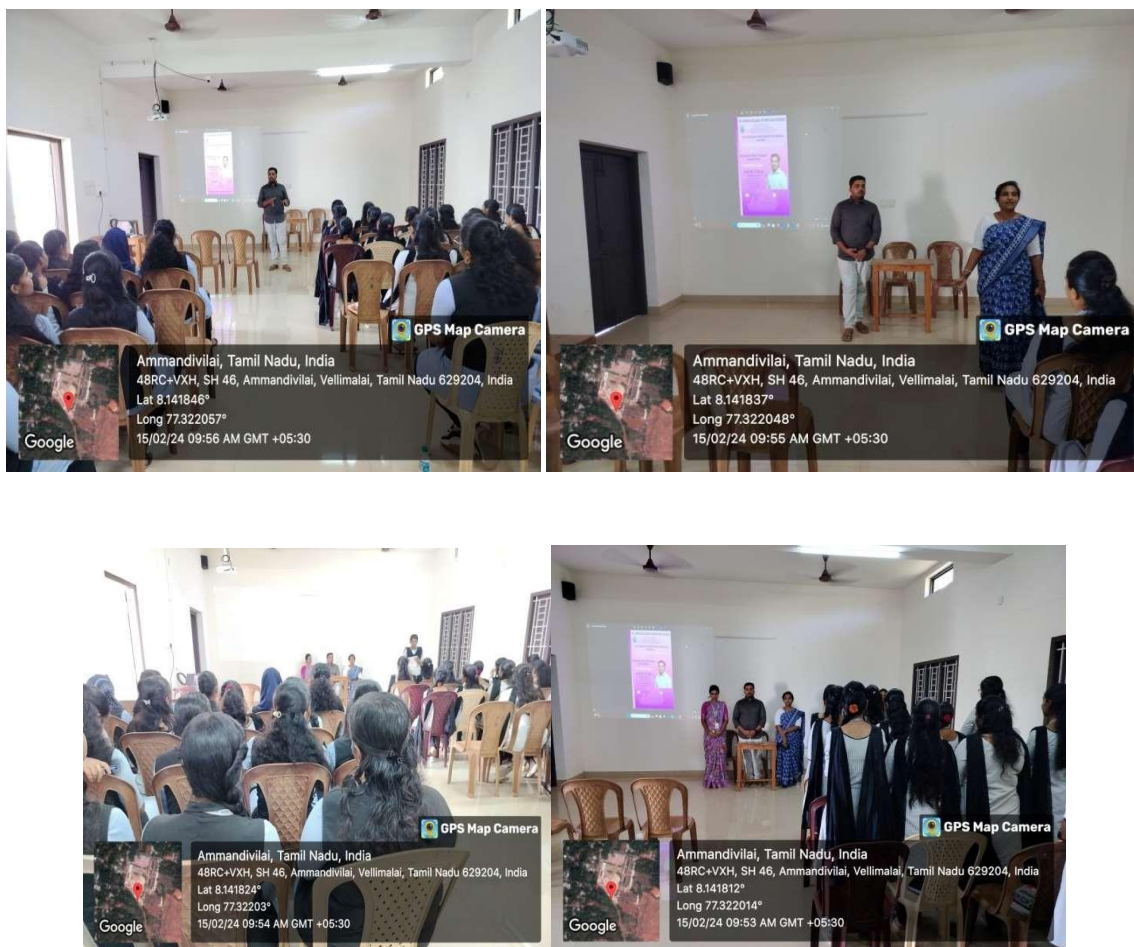 GPS Map Camera
Ammandivilai, Tamil Nadu, India
48RC+VXH, SH 46, Ammandivilai, Vellimalai, Tamil Nadu 629204, India
Lat 8.141846°
Long 77.322057°
15/02/24 09:56 AM GMT +05:30
Google
GPS Map Camera
Ammandivilai, Tamil Nadu, India
48RC+VXH, SH 46, Ammandivilai, Vellimalai, Tamil Nadu 629204, India
Lat 8.141837°
Long 77.322048°
15/02/24 09:55 AM GMT +05:30
Google
GPS Map Camera
Ammandivilai, Tamil Nadu, India
48RC+VXH, SH 46, Ammandivilai, Vellimalai, Tamil Nadu 629204, India
Lat 8.141824°
Long 77.32203°
15/02/24 09:54 AM GMT +05:30
Google
GPS Map Camera
Ammandivilai, Tamil Nadu, India
48RC+VXH, SH 46, Ammandivilai, Vellimalai, Tamil Nadu 629204, India
Lat 8.141812°
Long 77.322014°
15/02/24 09:53 AM GMT +05:30
Google